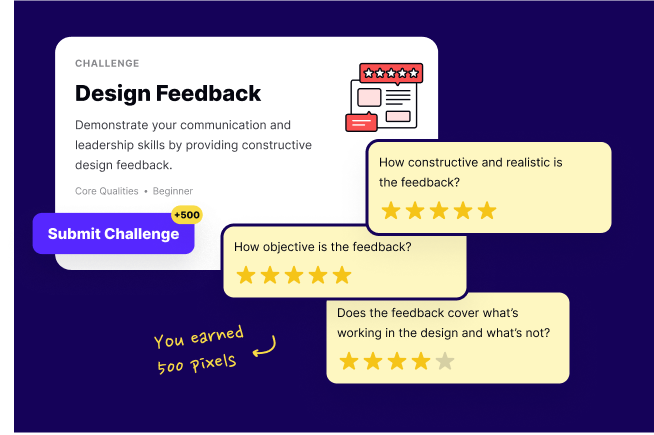 CHALLENGE
Design Feedback
Demonstrate your communication and
leadership skills by providing constructive
design feedback.
Core Qualities • Beginner
+500
Submit Challenge
How constructive and realistic is
the feedback?
How objective is the feedback?
Does the feedback cover what's
working in the design and what's not?
You earned
500 pixels